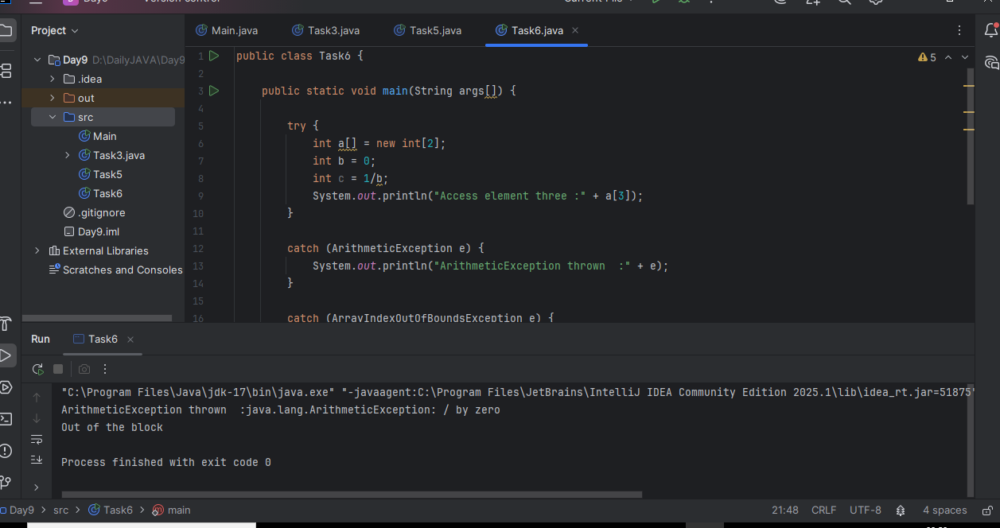 Day9
Version control
Current File
Project
Main.java
Task3.java
Task5.java
Task6.java
Day9 D:\DailyJAVA\Day9
.idea
out
src
Main
Task3.java
Task5
Task6
.gitignore
Day9.iml
External Libraries
Scratches and Consoles
5
1 public class Task6 {
2
3 public static void main(String args[]) {
4
5 try {
6 int a[] = new int[2];
7 int b = 0;
8 int c = 1/b;
9 System.out.println("Access element three :" + a[3]);
10 }
11
12 catch (ArithmeticException e) {
13 System.out.println("ArithmeticException thrown  :" + e);
14 }
15
16 catch (ArrayIndexOutOfBoundsException e) {
Run
Task6
"C:\Program Files\Java\jdk-17\bin\java.exe" "-javaagent:C:\Program Files\JetBrains\IntelliJ IDEA Community Edition 2025.1\lib\idea_rt.jar=51875"
ArithmeticException thrown  :java.lang.ArithmeticException: / by zero
Out of the block
Process finished with exit code 0
Day9 > src > Task6 > main
21:48 CRLF UTF-8 4 spaces